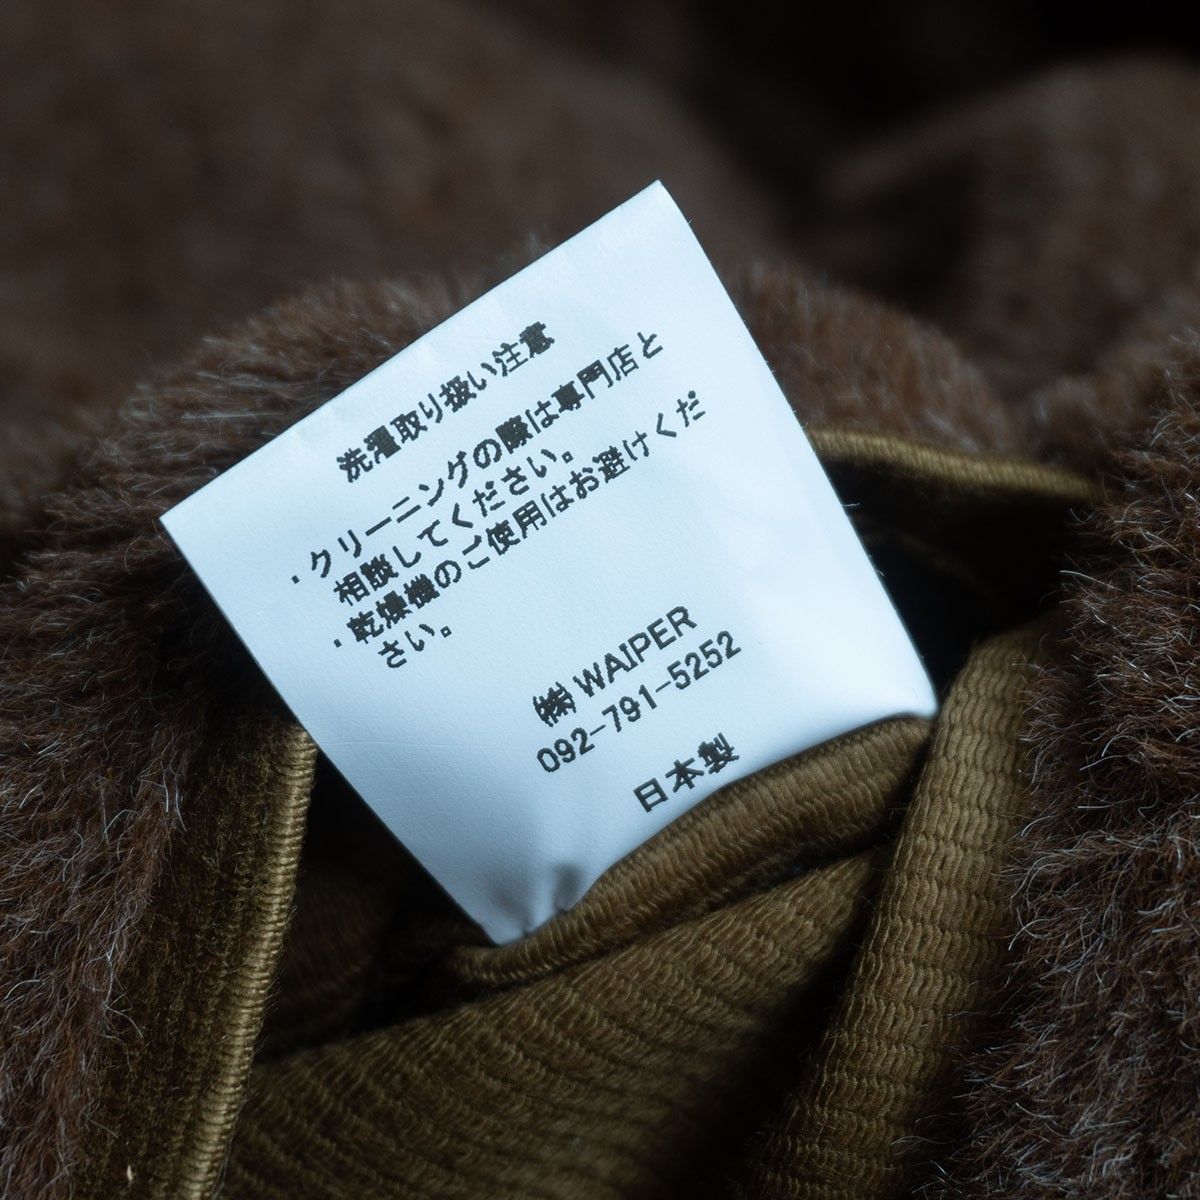 洗濯取り扱い注意
・クリーニングの際は専門店と
相談してください。
・乾燥機のご使用はお避けくだ
さい。
㈱ WAIPER
092-791-5252
日本製